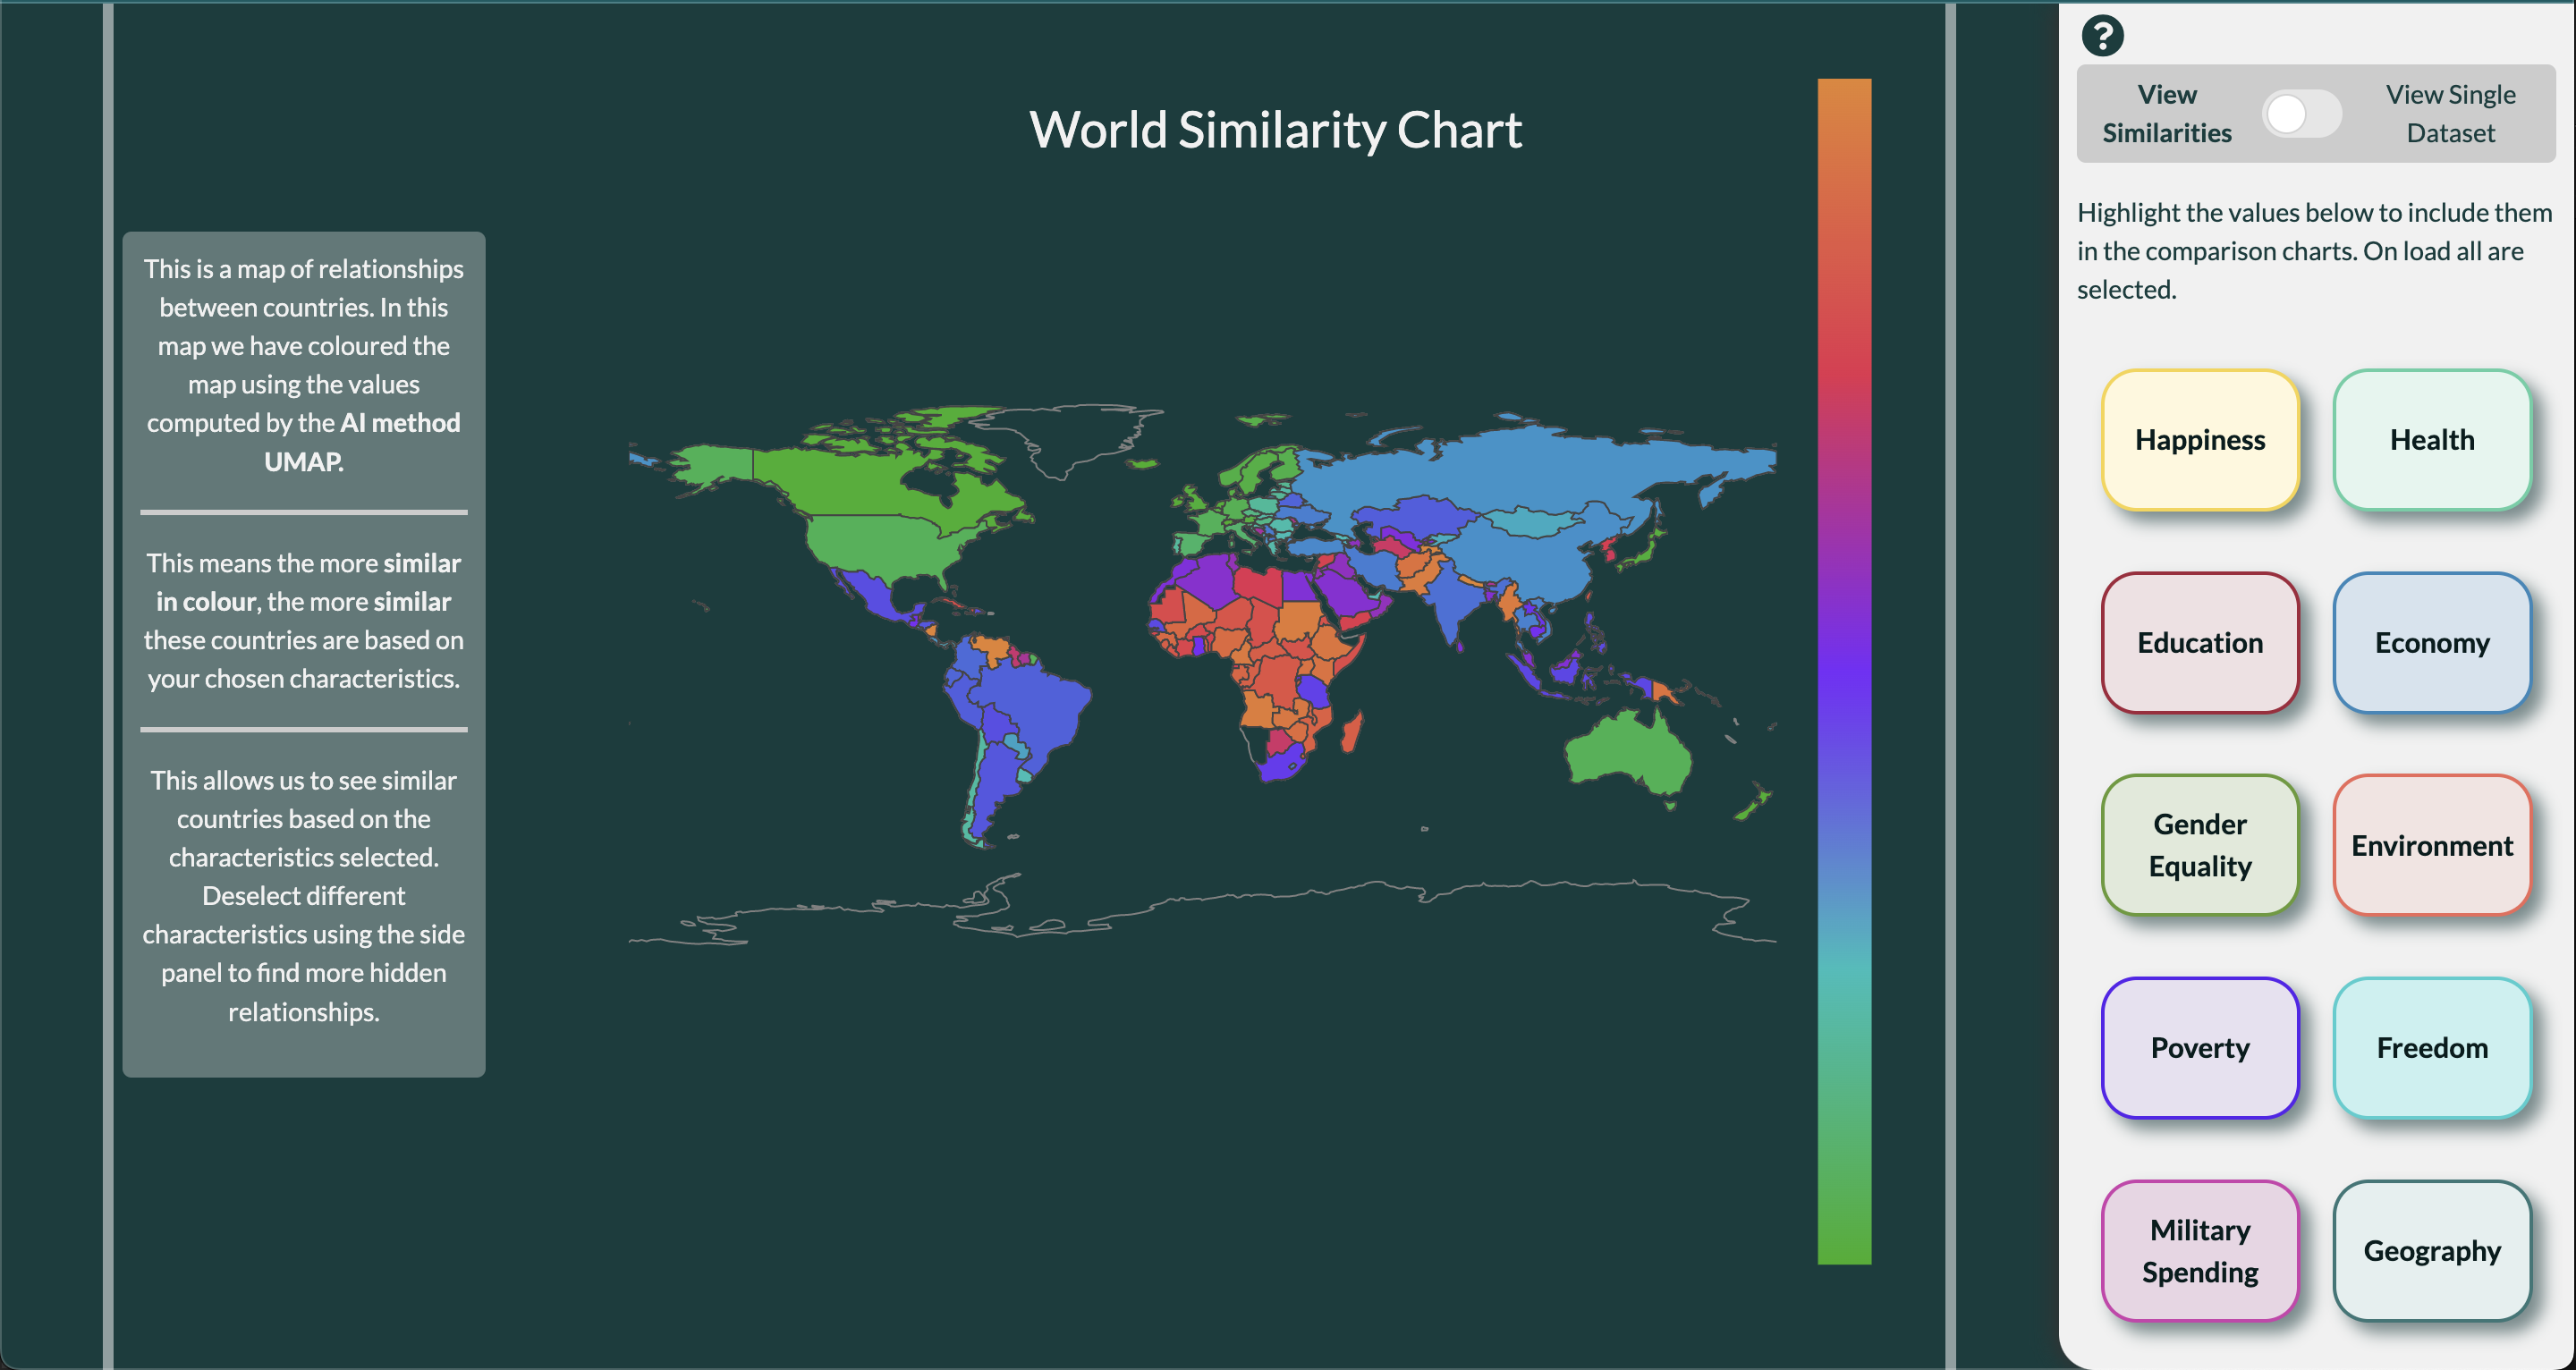 World Similarity Chart
This is a map of relationships
between countries. In this
map we have coloured the
map using the values
computed by the AI method
UMAP.
This means the more similar
in colour, the more similar
these countries are based on
your chosen characteristics.
This allows us to see similar
countries based on the
characteristics selected.
Deselect different
characteristics using the side
panel to find more hidden
relationships.
?
View
Similarities
View Single
Dataset
Highlight the values below to include them
in the comparison charts. On load all are
selected.
Happiness
Health
Education
Economy
Gender
Equality
Environment
Poverty
Freedom
Military
Spending
Geography